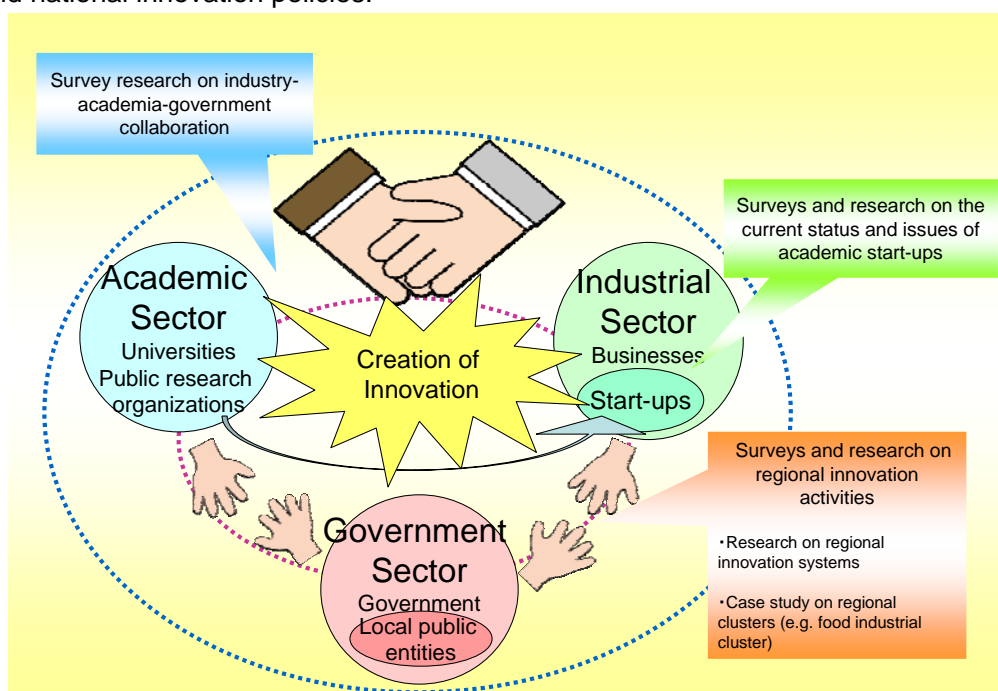 national innovation policies.
Survey research on industry-
academia-government
collaboration
Surveys and research on the
current status and issues of
academic start-ups
Academic
Sector
Universities
Public research
organizations
Industrial
Sector
Businesses
Start-ups
Creation of
Innovation
Surveys and research on
regional innovation
activities
・Research on regional
innovation systems
・Case study on regional
clusters (e.g. food industrial
cluster)
Government
Sector
Government
Local public
entities